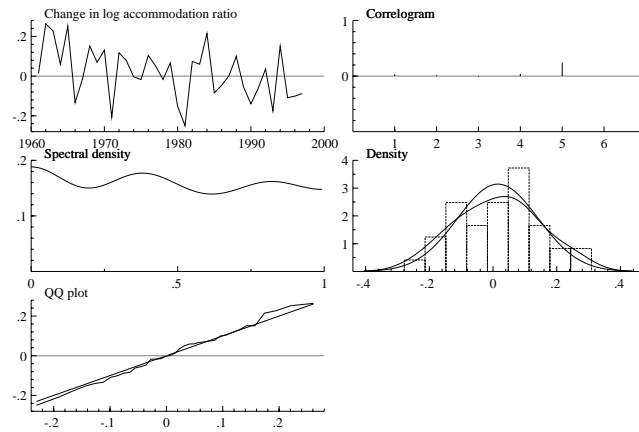 Change in log accommodation ratio
.2
0
-.2
1960 1970 1980 1990 2000
Correlogram
1
0
1 2 3 4 5 6
Spectral density
.2
.1
0 .5 1
Density
4
3
2
1
-.4 -.2 0 .2 .4
QQ plot
.2
0
-.2
-.2 -.1 0 .1 .2